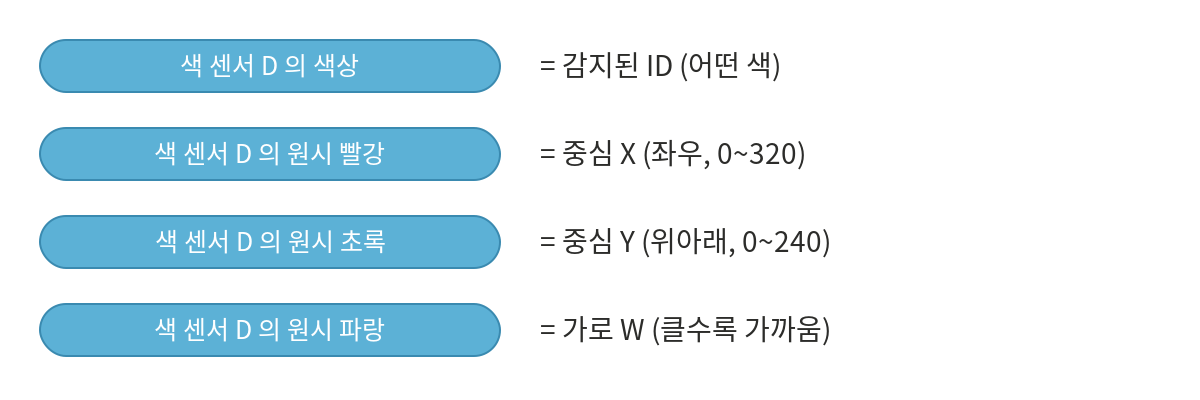 색 센서 D 의 색상 = 감지된 ID (어떤 색)
색 센서 D 의 원시 빨강 = 중심 X (좌우, 0~320)
색 센서 D 의 원시 초록 = 중심 Y (위아래, 0~240)
색 센서 D 의 원시 파랑 = 가로 W (클수록 가까움)